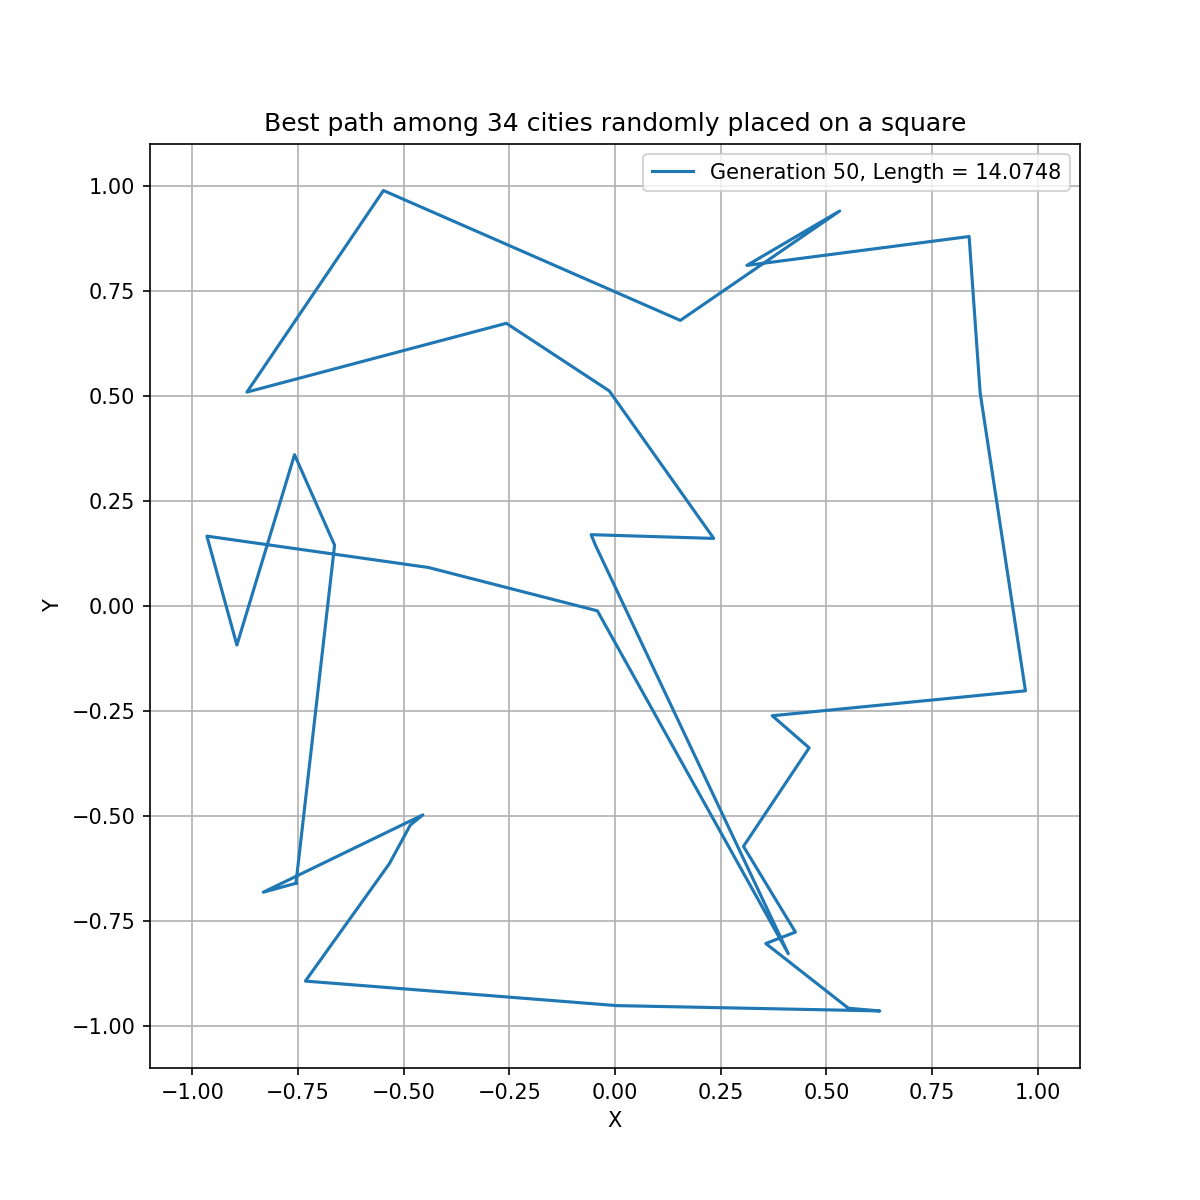 Best path among 34 cities randomly placed on a square
Generation 50, Length = 14.0748
1.00
0.75
0.50
0.25
0.00
−0.25
−0.50
−0.75
−1.00
Y
−1.00 −0.75 −0.50 −0.25 0.00 0.25 0.50 0.75 1.00
X